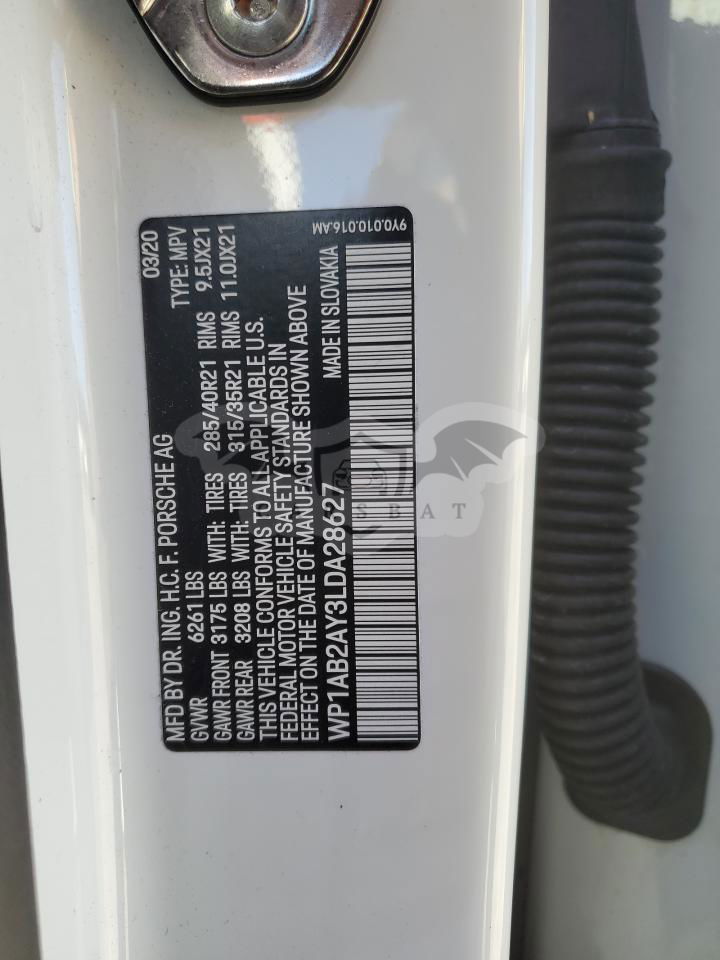 MFD BY DR. ING. H.C. F. PORSCHE AG 03/20
GVWR 6261 LBS TYPE: MPV
GAWR FRONT 3175 LBS WITH: TIRES 285/40R21 RIMS 9.5JX21
GAWR REAR 3208 LBS WITH: TIRES 315/35R21 RIMS 11.0JX21
THIS VEHICLE CONFORMS TO ALL APPLICABLE U.S.
FEDERAL MOTOR VEHICLE SAFETY STANDARDS IN
EFFECT ON THE DATE OF MANUFACTURE SHOWN ABOVE
WP1AB2AY3LDA28627 MADE IN SLOVAKIA
9Y0.010.016.AM